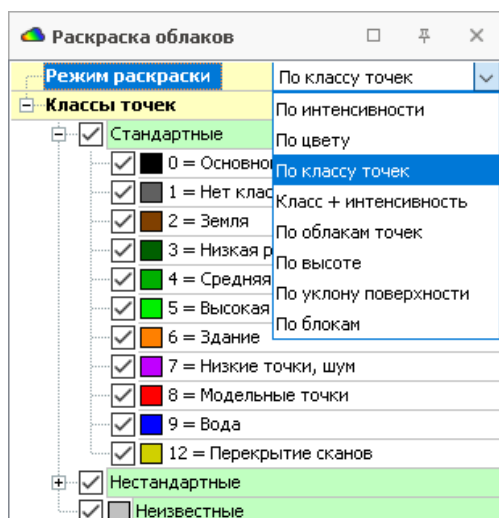 Раскраска облаков
Режим раскраски По классу точек
Классы точек
По интенсивности
По цвету
По классу точек
Класс + интенсивность
По облакам точек
По высоте
По уклону поверхности
По блокам
Стандартные
0 =
1 = Нет
2 = Земля
3 = Низкая
4 = Средняя
5 = Высокая
6 = Здание
7 = Низкие точки, шум
8 = Модельные точки
9 = Вода
12 = Перекрытие сканов
Нестандартные
Неизвестные